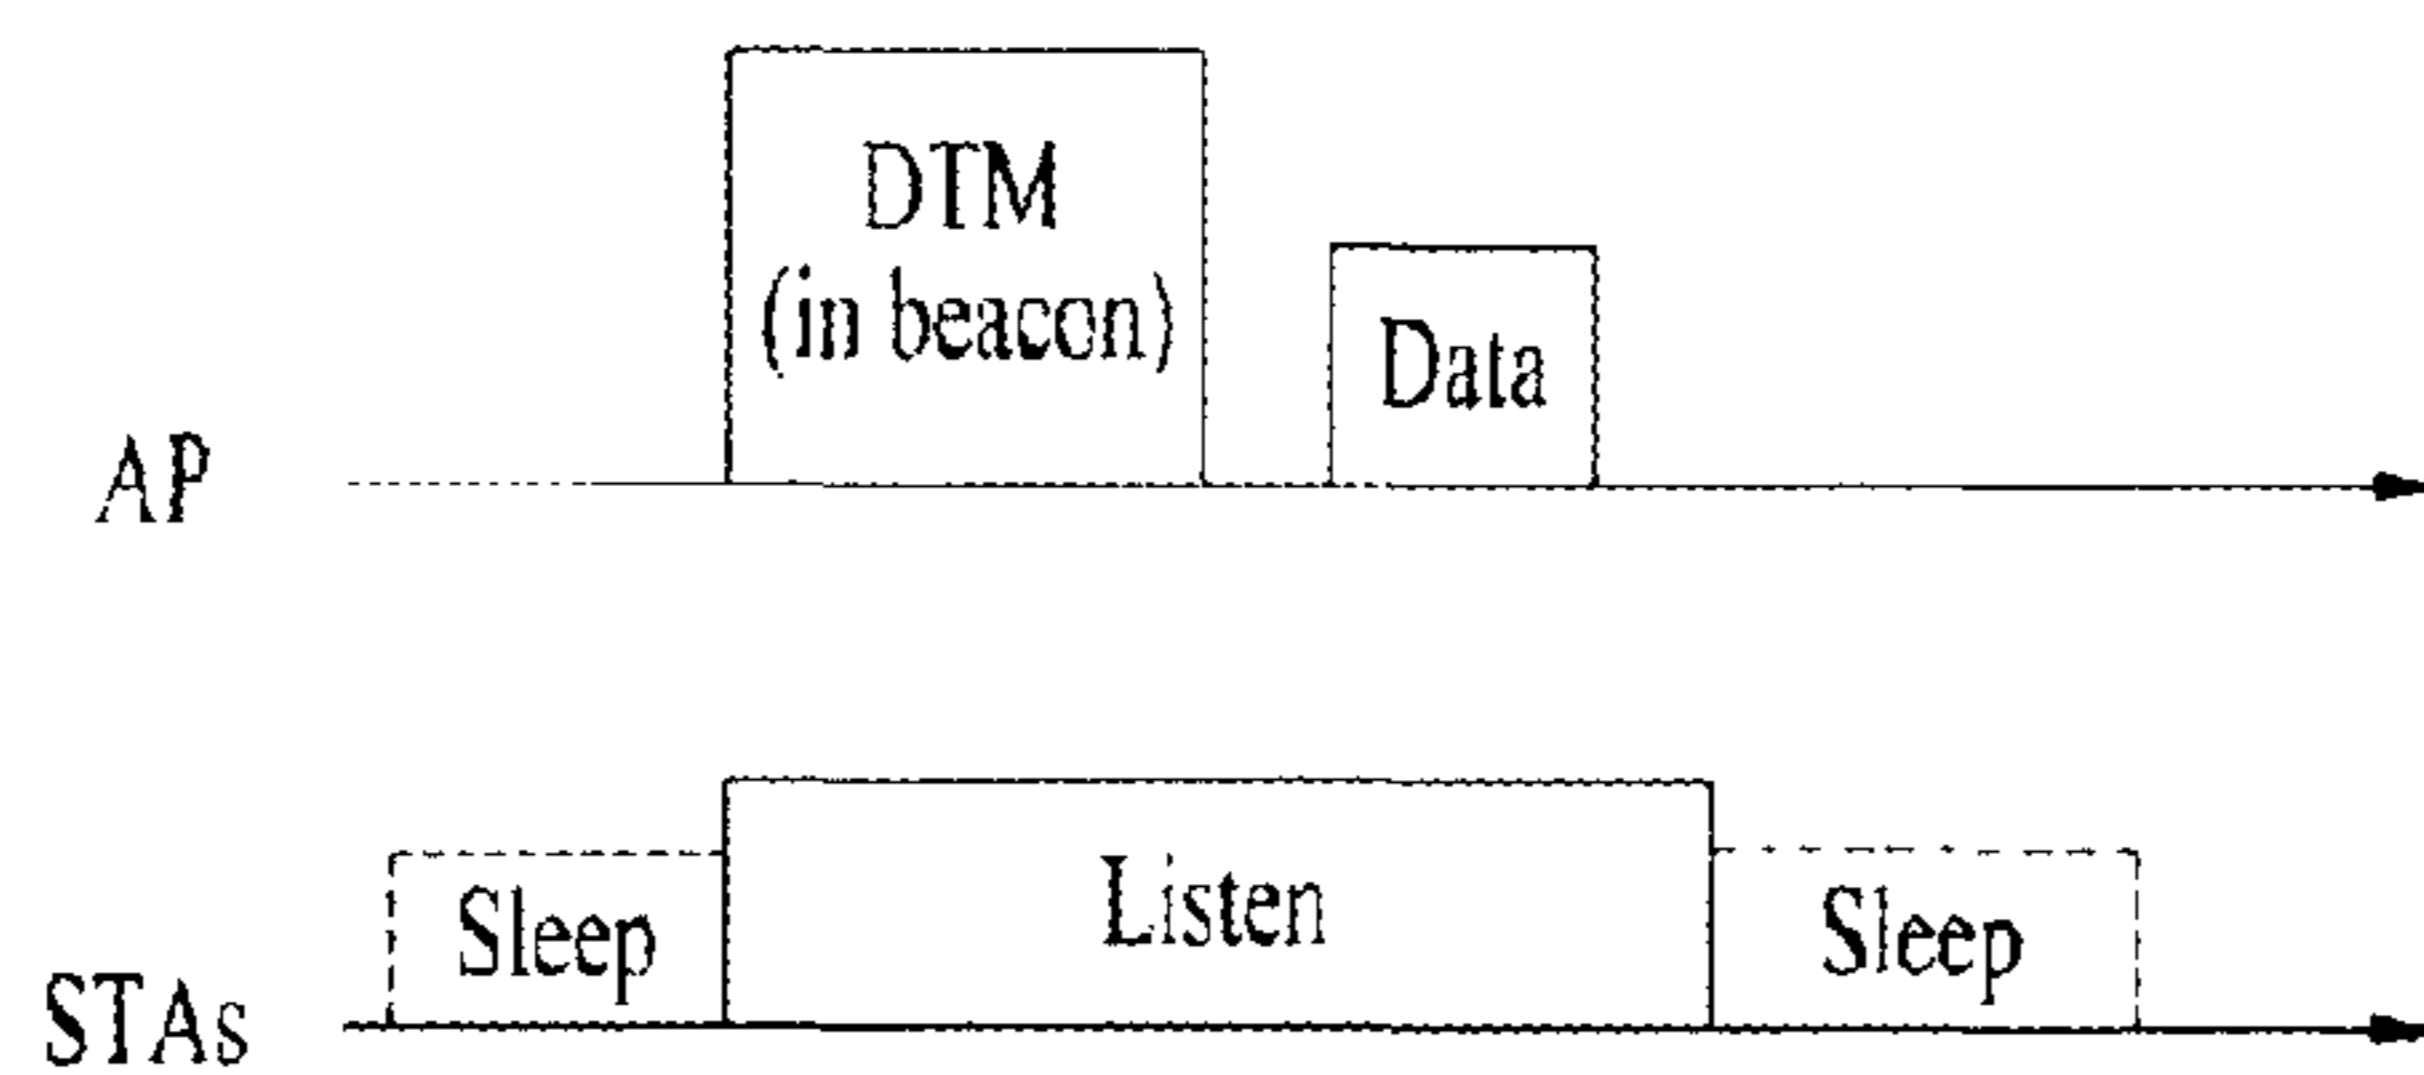 DTM
(in beacon)
Data
AP
Sleep
Listen
Sleep
STAs